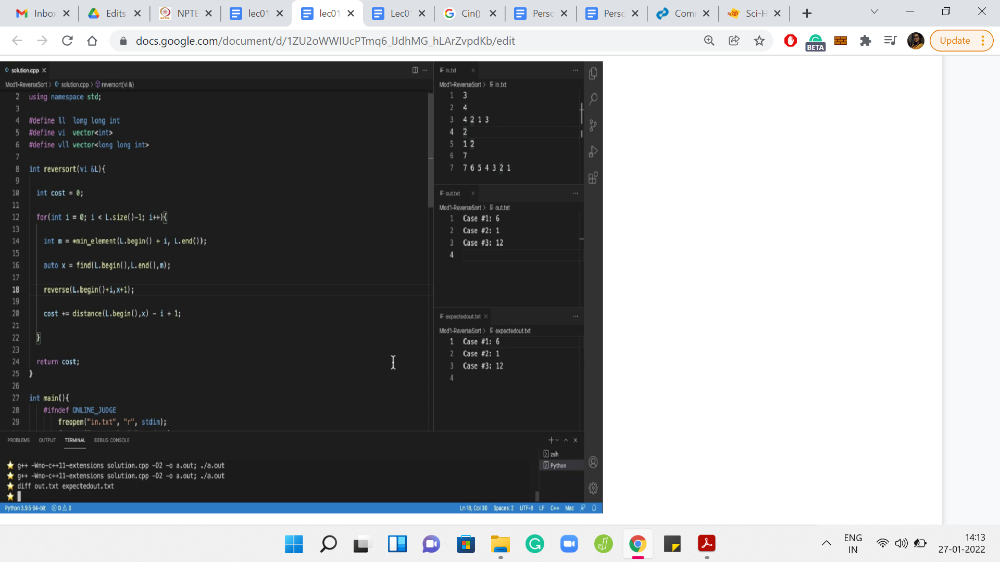 Inbo
Edits
NPTE
lec01
lec01
Lec01
Cin()
Perso
Perso
Com
Sci-H
docs.google.com/document/d/1ZU2oWWIUcPTmq6_lJdhMG_hLArZvpdKb/edit
BETA
Update
solution.cpp
Mod1-ReverseSort > solution.cpp > reversort(vi &)
2 using namespace std;
3
4 #define ll long long int
5 #define vi vector<int>
6 #define vll vector<long long int>
7
8 int reversort(vi &L){
9
10 int cost = 0;
11
12 for(int i = 0; i < L.size()-1; i++){
13
14 int m = *min_element(L.begin() + i, L.end());
15
16 auto x = find(L.begin(),L.end(),m);
17
18 reverse(L.begin()+i,x+1);
19
20 cost += distance(L.begin(),x) - i + 1;
21
22 }
23
24 return cost;
25 }
26
27 int main(){
28 #ifndef ONLINE_JUDGE
29 freopen("in.txt", "r", stdin);
in.txt
Mod1-ReverseSort > in.txt
1 3
2 4
3 4 2 1 3
4 2
5 1 2
6 7
7 7 6 5 4 3 2 1
out.txt
Mod1-ReverseSort > out.txt
1 Case #1: 6
2 Case #2: 1
3 Case #3: 12
4
expectedout.txt
Mod1-ReverseSort > expectedout.txt
1 Case #1: 6
2 Case #2: 1
3 Case #3: 12
4
PROBLEMS OUTPUT TERMINAL DEBUG CONSOLE
zsh
Python
g++ -Wno-c++11-extensions solution.cpp -O2 -o a.out; ./a.out
g++ -Wno-c++11-extensions solution.cpp -O2 -o a.out; ./a.out
diff out.txt expectedout.txt
Python 3.9.5 64-bit 0 0 Ln 18, Col 30 Spaces: 2 UTF-8 LF C++ Mac
ENG
IN
14:13
27-01-2022